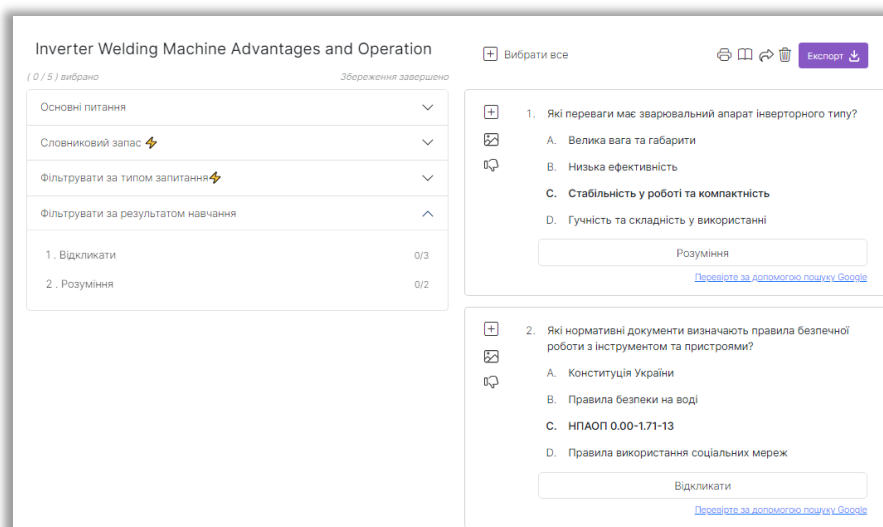 Inverter Welding Machine Advantages and Operation
( 0 / 5 ) вибрано
Збереження завершено
Основні питання
Словниковий запас
Фільтрувати за типом запитання
Фільтрувати за результатом навчання
1 . Відкликати 0/3
2 . Розуміння 0/2
Вибрати все
Експорт
1. Які переваги має зварювальний апарат інверторного типу?
A. Велика вага та габарити
B. Низька ефективність
C. Стабільність у роботі та компактність
D. Гучність та складність у використанні
Розуміння
Перевірте за допомогою пошуку Google
2. Які нормативні документи визначають правила безпечної
роботи з інструментом та пристроями?
A. Конституція України
B. Правила безпеки на воді
C. НПАОП 0.00-1.71-13
D. Правила використання соціальних мереж
Відкликати
Перевірте за допомогою пошуку Google